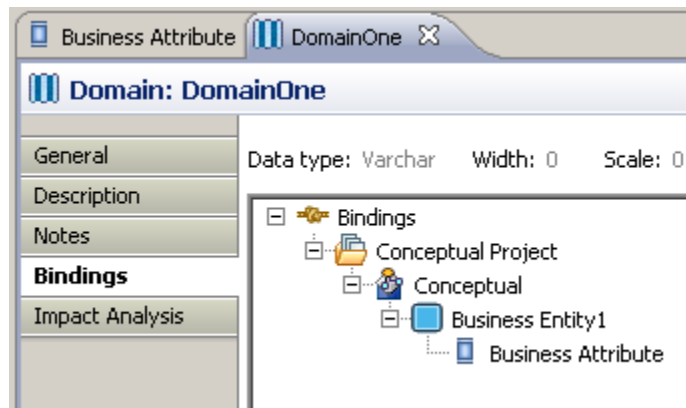 Business Attribute DomainOne
Domain: DomainOne
General
Description
Notes
Bindings
Impact Analysis
Data type: Varchar Width: 0 Scale: 0
Bindings
Conceptual Project
Conceptual
Business Entity1
Business Attribute